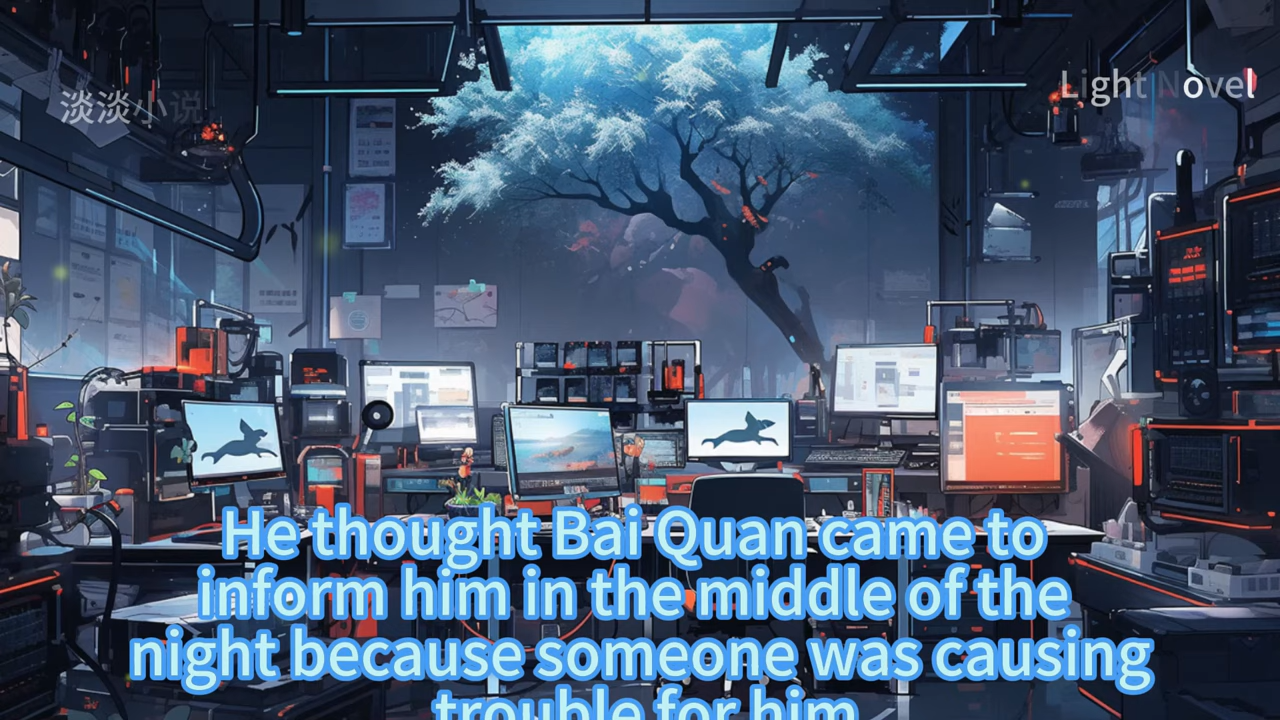 Light Novel
淡淡小说
He thought Bai Quan came to
inform him in the middle of the
night because someone was causing
trouble for him